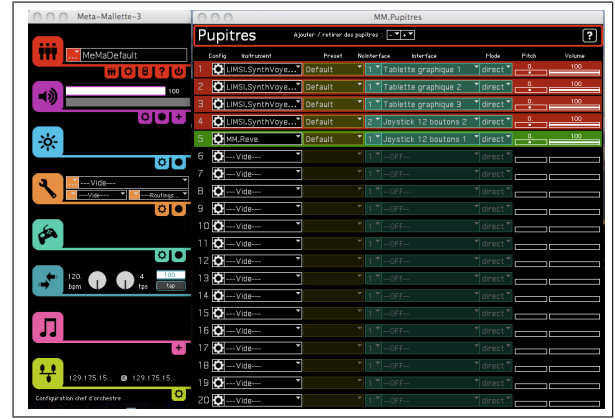 Meta-Mallette-3
MM.Pupitres
MeMaDefault
100
---Vide---
---Vide---
---Routings...
120.
bpm
4
tps
100
tap
129.175.15...
@ 129.175.15...
Configuration chef d'orchestre
Pupitres
Ajouter / retirer des pupitres : - +
?
Config Instrument Preset NoInterface Interface Mode Pitch Volume
1 LIMSI.SynthVoye... Default 1 Tablette graphique 1 direct 0. 100
2 LIMSI.SynthVoye... Default 1 Tablette graphique 2 direct 0. 100
3 LIMSI.SynthVoye... Default 1 Tablette graphique 3 direct 0. 100
4 LIMSI.SynthVoye... Default 2 Joystick 12 boutons 2 direct 0. 100
5 MM.Reve Default 1 Joystick 12 boutons 1 direct 0. 100
6 ---Vide--- 1 --OFF-- direct
7 ---Vide--- 1 --OFF-- direct
8 ---Vide--- 1 --OFF-- direct
9 ---Vide--- 1 --OFF-- direct
10 ---Vide--- 1 --OFF-- direct
11 ---Vide--- 1 --OFF-- direct
12 ---Vide--- 1 --OFF-- direct
13 ---Vide--- 1 --OFF-- direct
14 ---Vide--- 1 --OFF-- direct
15 ---Vide--- 1 --OFF-- direct
16 ---Vide--- 1 --OFF-- direct
17 ---Vide--- 1 --OFF-- direct
18 ---Vide--- 1 --OFF-- direct
19 ---Vide--- 1 --OFF-- direct
20 ---Vide--- 1 --OFF-- direct